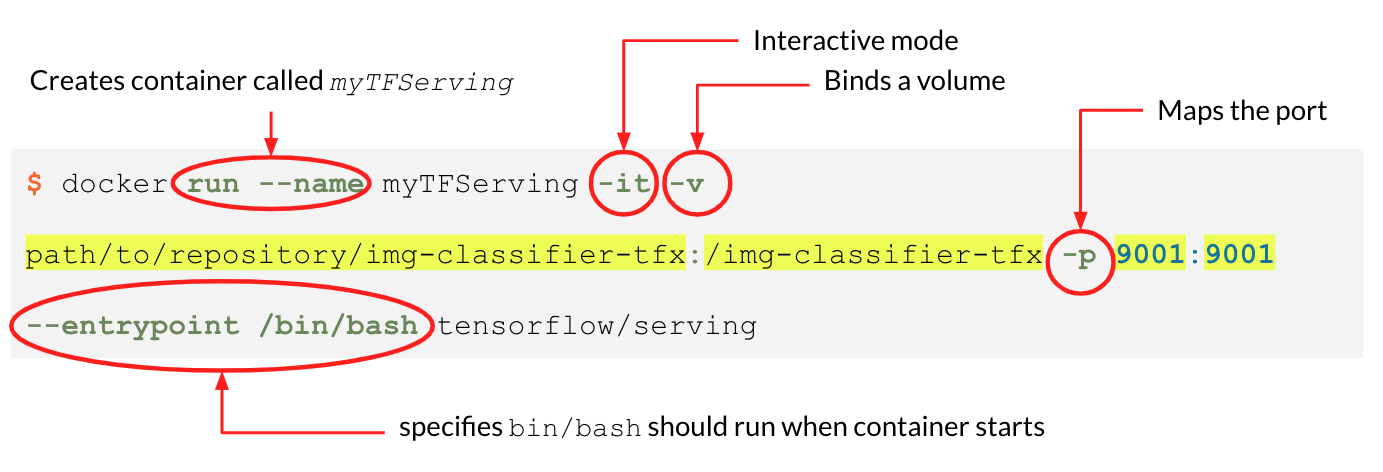 Interactive mode
Creates container called myTFServing
Binds a volume
Maps the port
$ docker run --name myTFServing -it -v
path/to/repository/img-classifier-tfx:/img-classifier-tfx -p 9001:9001
--entrypoint /bin/bash tensorflow/serving
specifies bin/bash should run when container starts